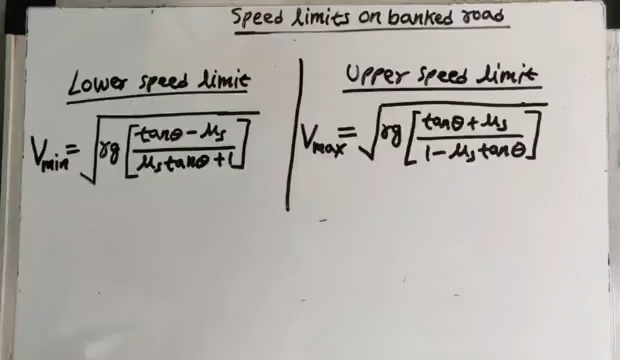 Speed limits on banked road
Lower speed limit
Vmin = √rg [tanθ - μs / μs tanθ + 1]
Upper speed limit
Vmax = √rg [tanθ + μs / 1 - μs tanθ]